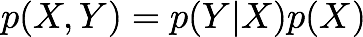 p(X, Y) = p(Y|X)p(X)